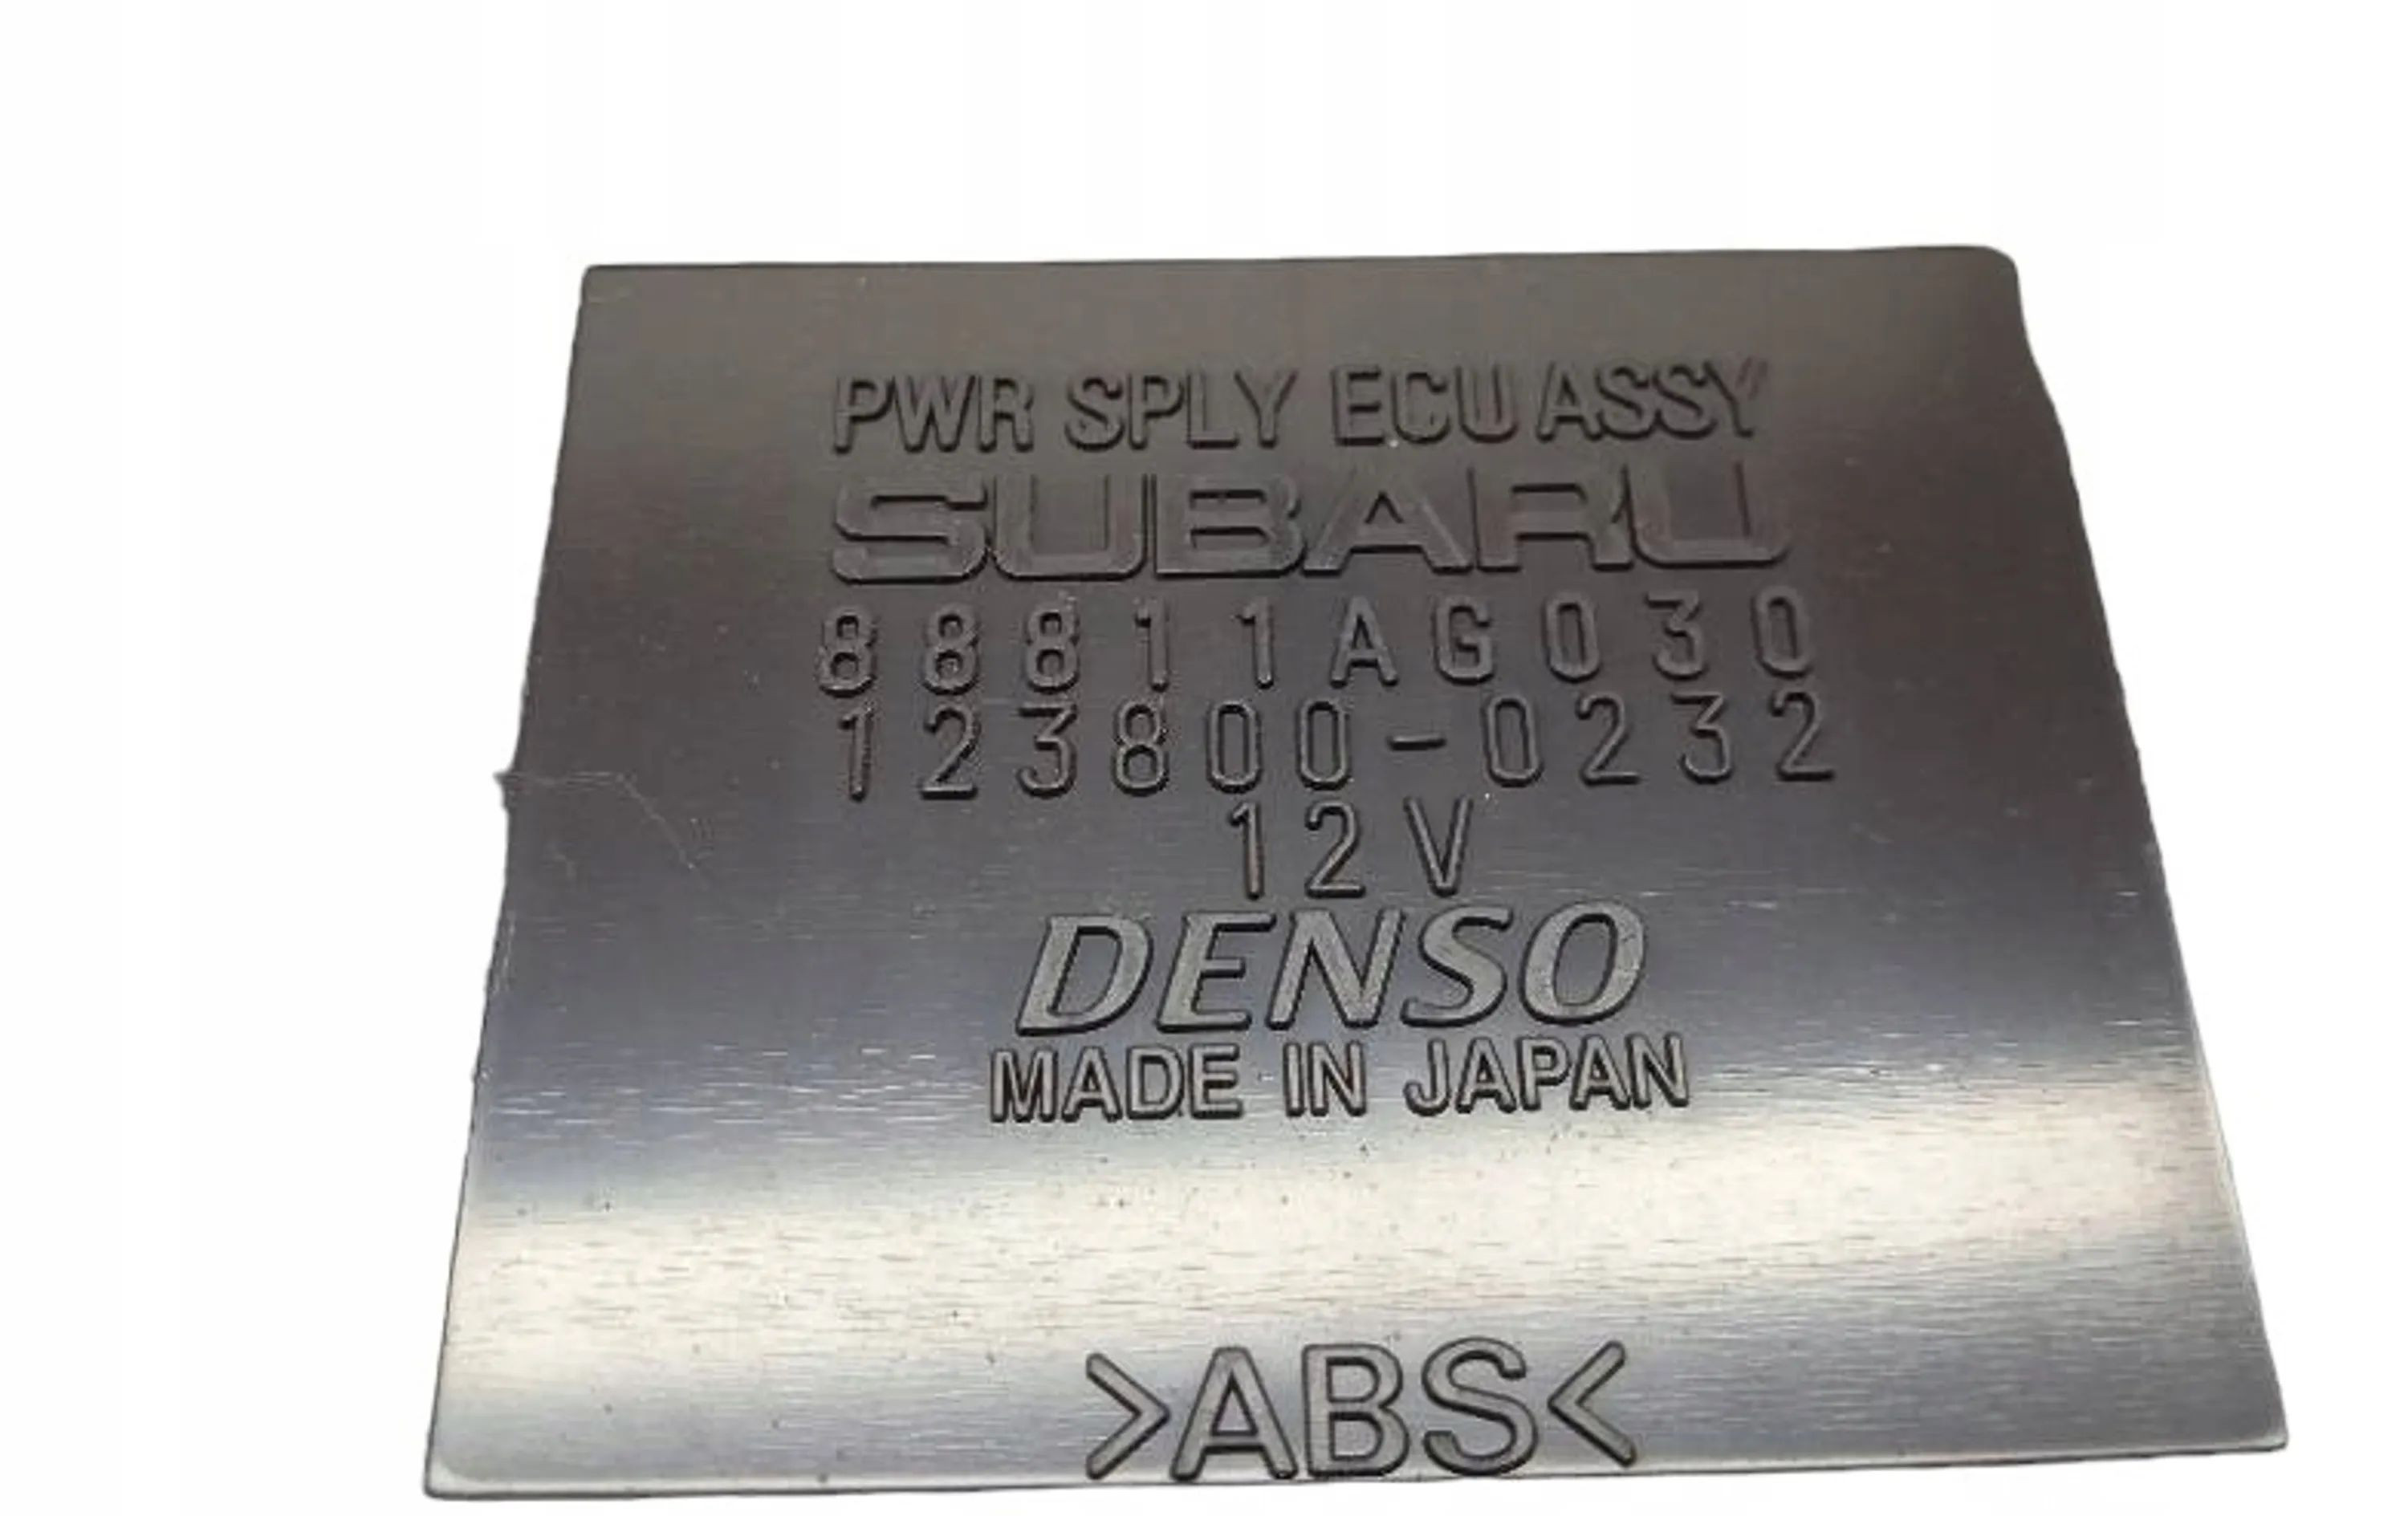 PWR SPLY ECU ASSY
SUBARU
88811AG030
123800-0232
12V
DENSO
MADE IN JAPAN
>ABS<